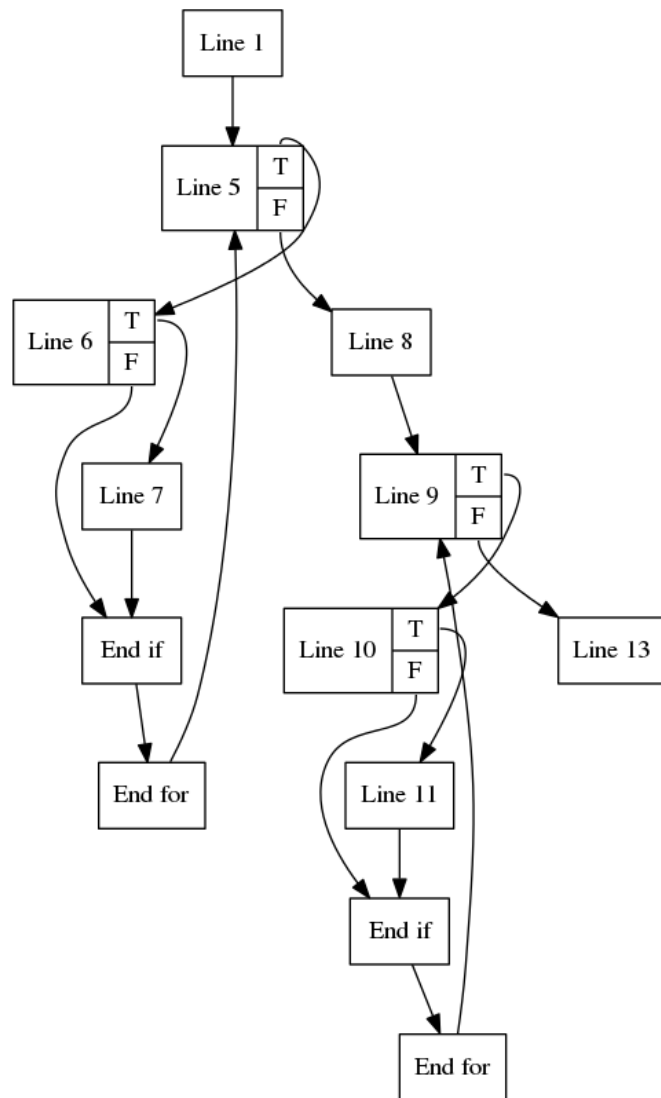 Line 1
Line 5
T
F
Line 6
T
F
Line 8
Line 7
Line 9
T
F
End if
Line 10
T
F
Line 13
End for
Line 11
End if
End for